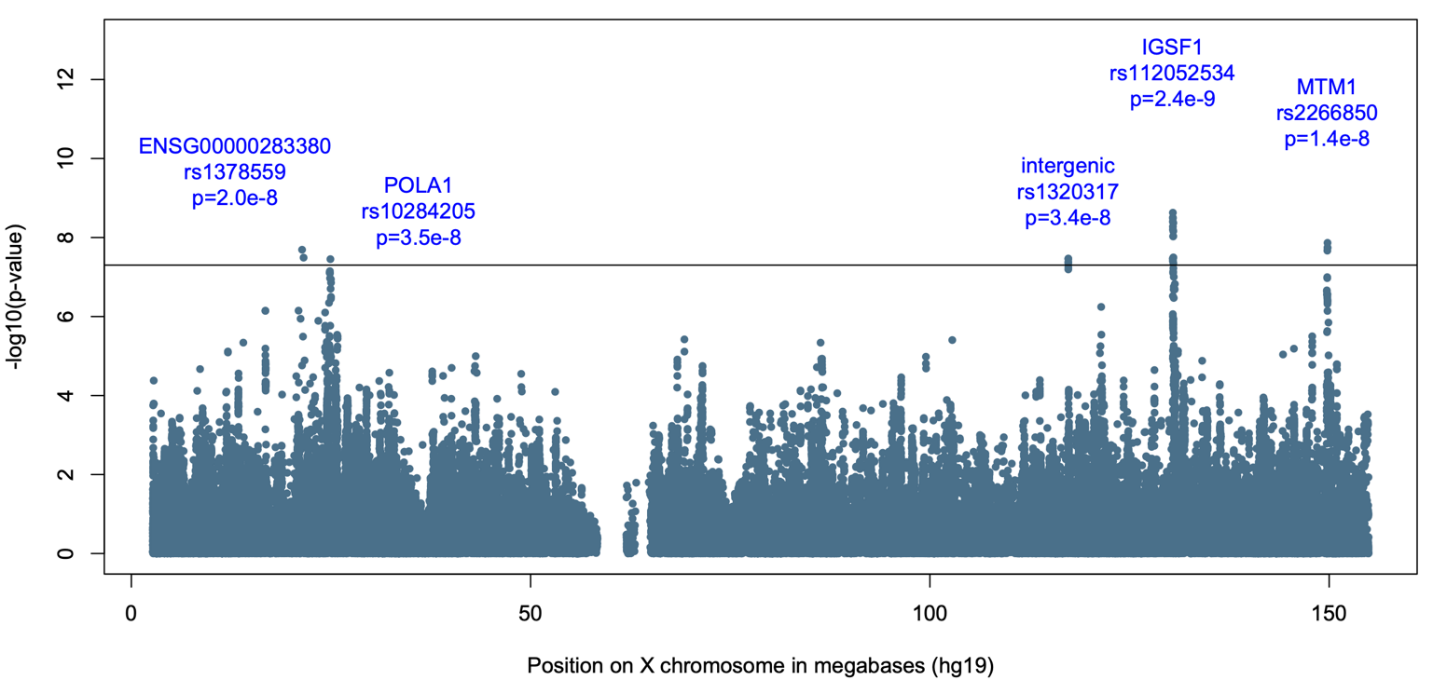 IGSF1
rs112052534
p=2.4e-9
MTM1
rs2266850
p=1.4e-8
ENSG00000283380
rs1378559
p=2.0e-8
POLA1
rs10284205
p=3.5e-8
intergenic
rs1320317
p=3.4e-8
-log10(p-value)
12
10
8
6
4
2
0
0
50
100
150
Position on X chromosome in megabases (hg19)